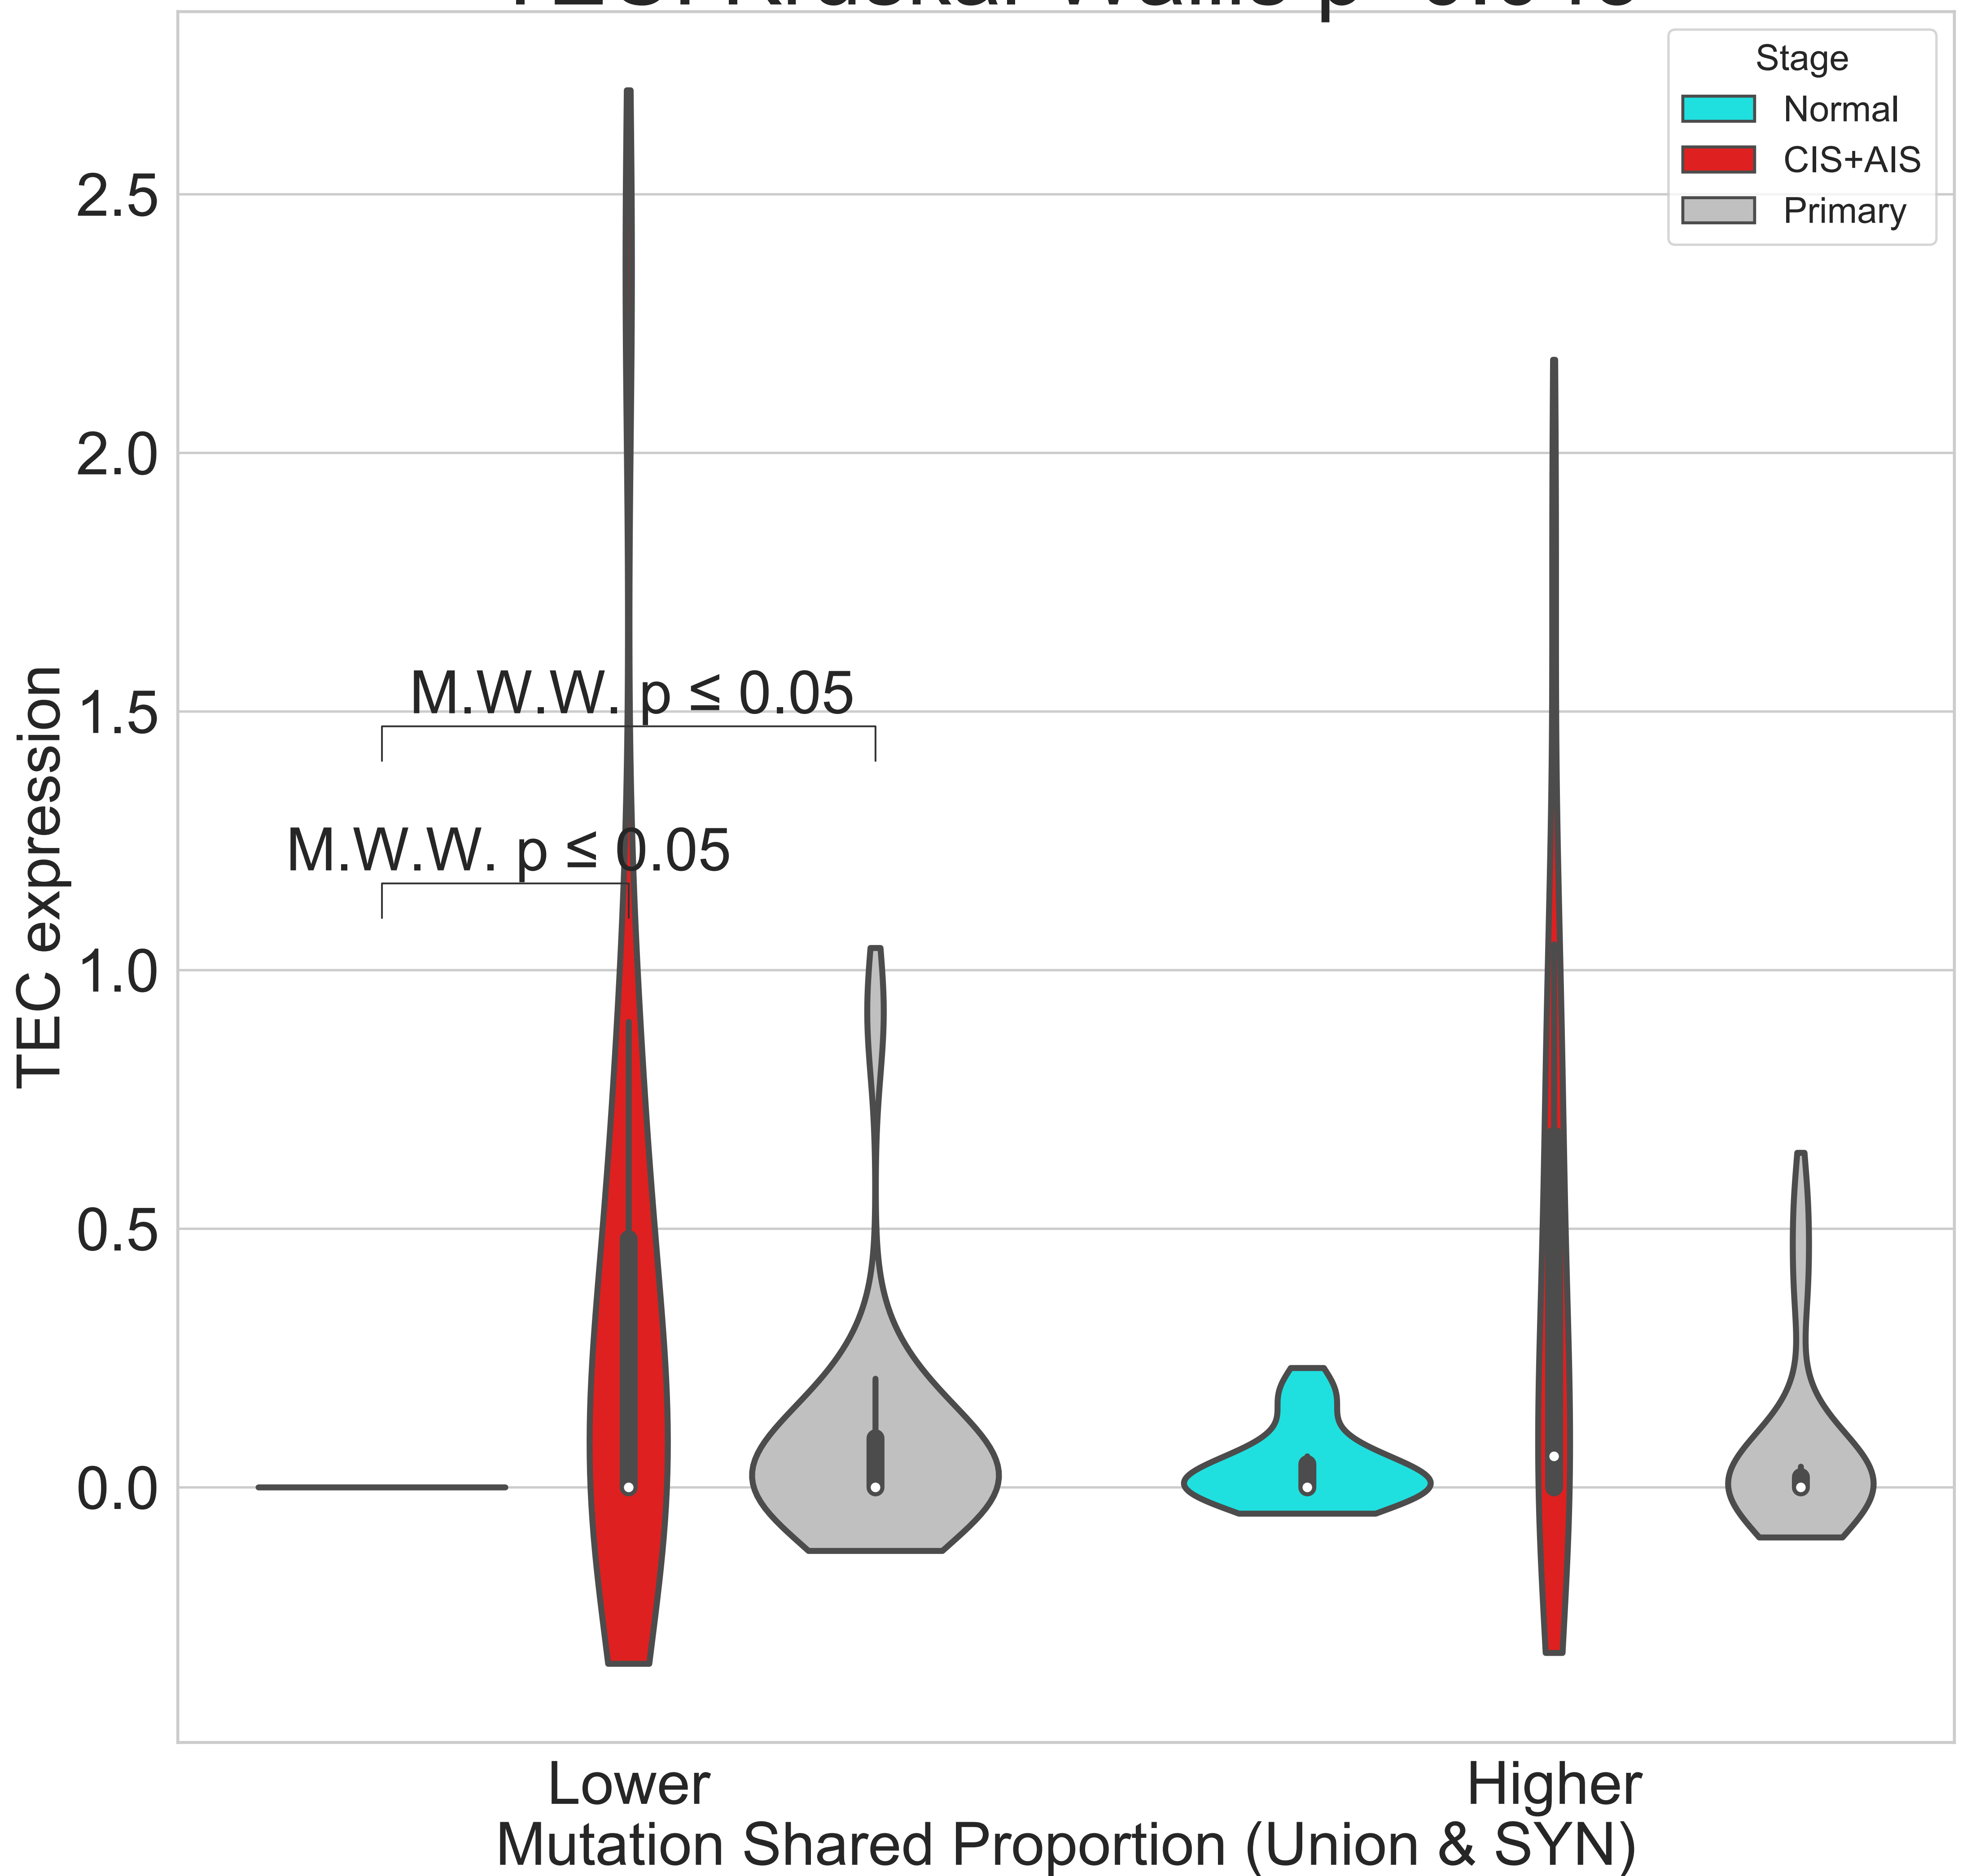 Stage
Normal
CIS+AIS
Primary
2.5
2.0
1.5
1.0
0.5
0.0
TEC expression
M.W.W. p ≤ 0.05
M.W.W. p ≤ 0.05
Lower
Higher
Mutation Shared Proportion (Union & SYN)